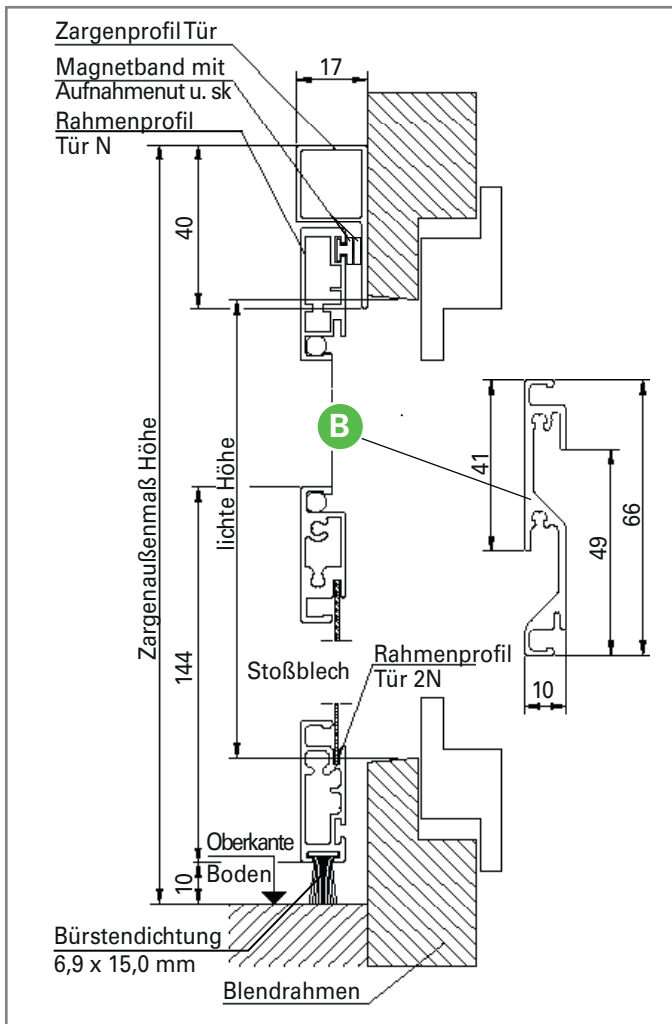 Zargenprofil Tür
Magnetband mit
Aufnahmenut u. sk
Rahmenprofil
Tür N
17
40
Zargenaußenmaß Höhe
lichte Höhe
B
41
49
66
10
144
Stoßblech
Rahmenprofil
Tür 2N
Oberkante
Boden
10
Bürstendichtung
6,9 x 15,0 mm
Blendrahmen